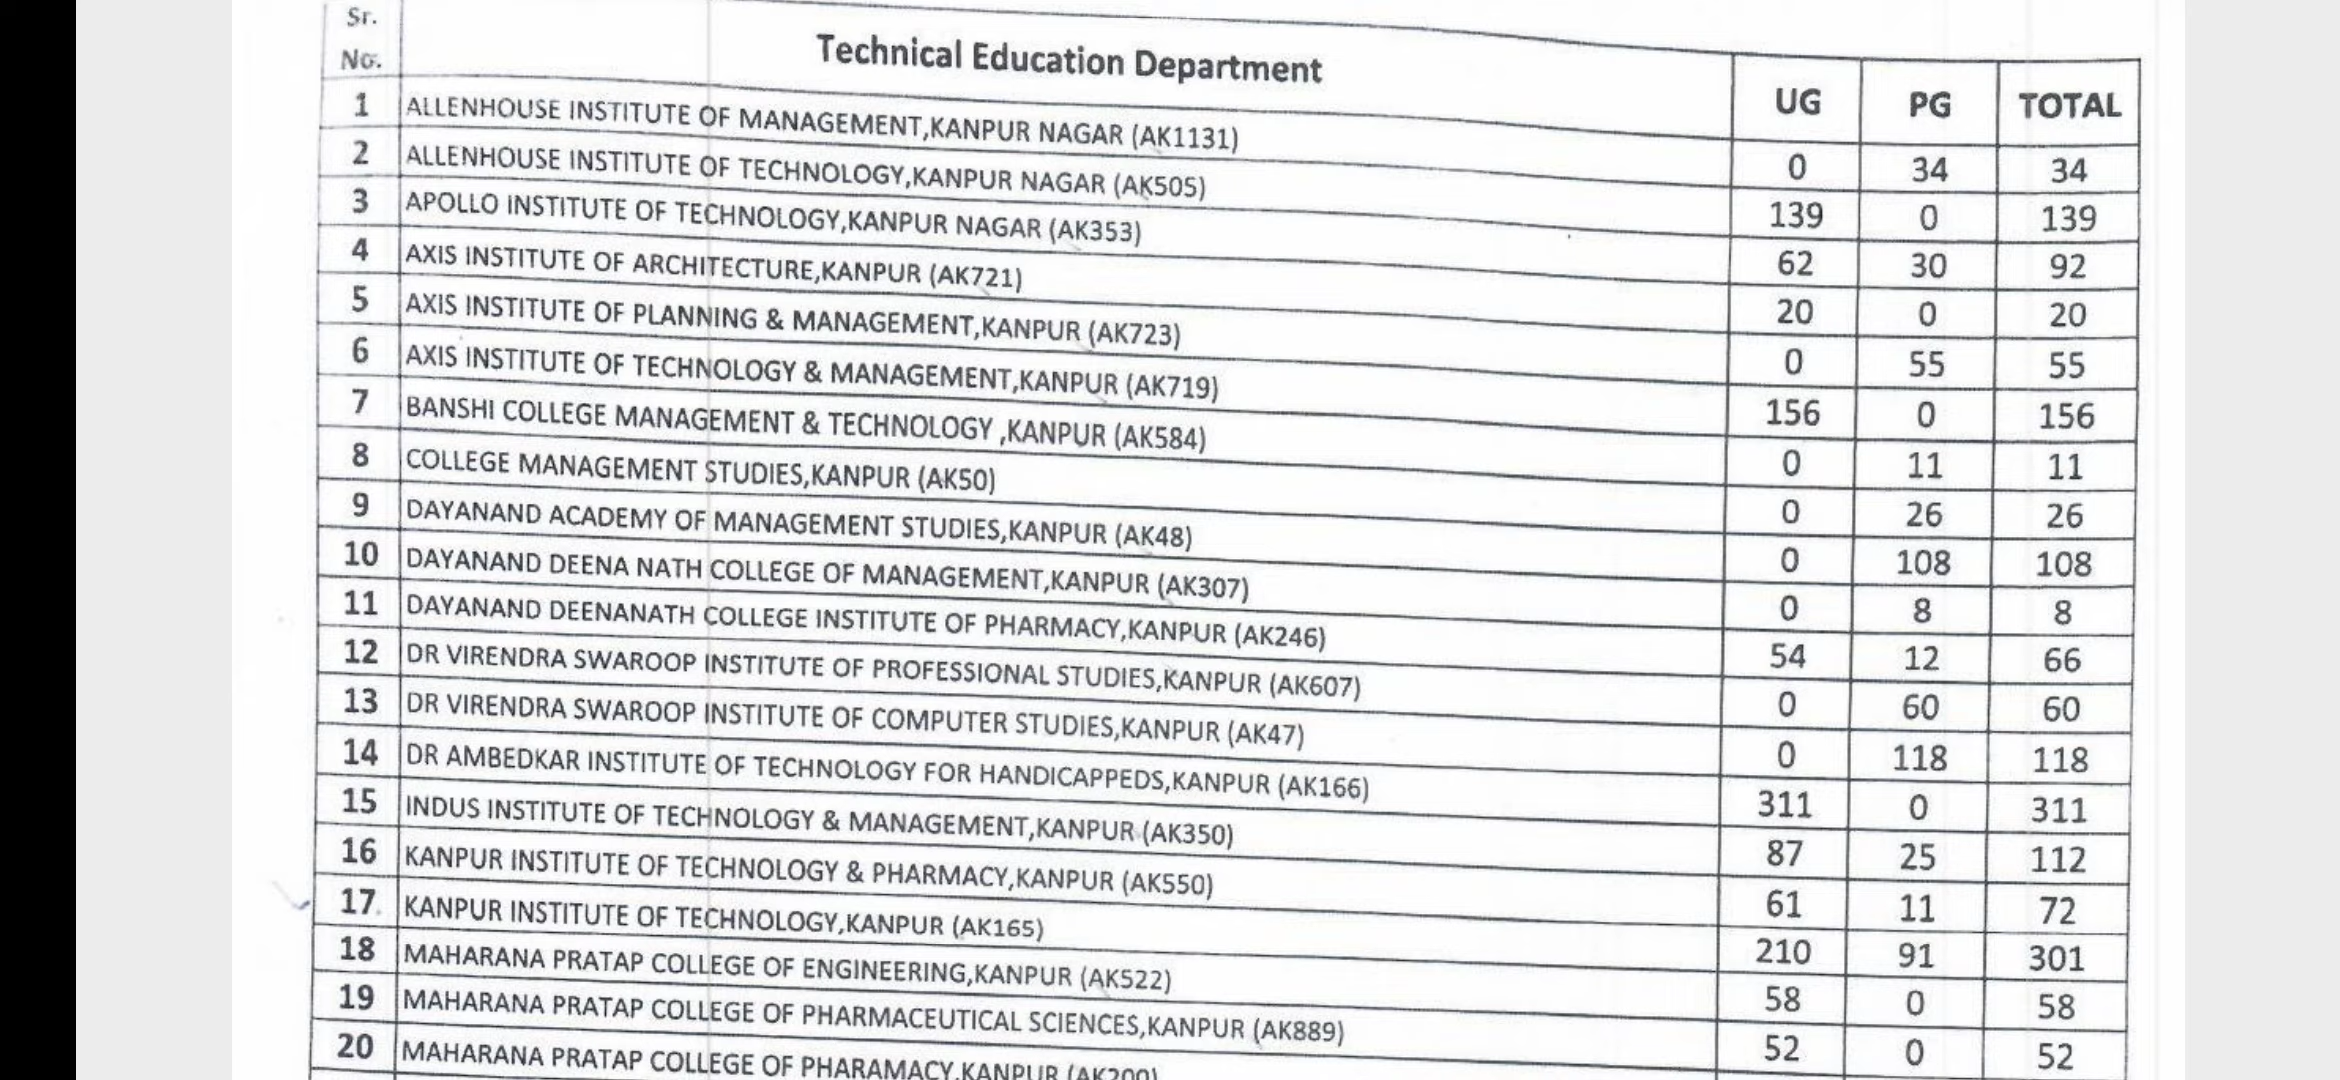 Sr. No. Technical Education Department UG PG TOTAL
1 ALLENHOUSE INSTITUTE OF MANAGEMENT,KANPUR NAGAR (AK1131) 0 34 34
2 ALLENHOUSE INSTITUTE OF TECHNOLOGY,KANPUR NAGAR (AK505) 139 0 139
3 APOLLO INSTITUTE OF TECHNOLOGY,KANPUR NAGAR (AK353) 62 30 92
4 AXIS INSTITUTE OF ARCHITECTURE,KANPUR (AK721) 20 0 20
5 AXIS INSTITUTE OF PLANNING & MANAGEMENT,KANPUR (AK723) 0 55 55
6 AXIS INSTITUTE OF TECHNOLOGY & MANAGEMENT,KANPUR (AK719) 156 0 156
7 BANSHI COLLEGE MANAGEMENT & TECHNOLOGY ,KANPUR (AK584) 0 11 11
8 COLLEGE MANAGEMENT STUDIES,KANPUR (AK50) 0 26 26
9 DAYANAND ACADEMY OF MANAGEMENT STUDIES,KANPUR (AK48) 0 108 108
10 DAYANAND DEENA NATH COLLEGE OF MANAGEMENT,KANPUR (AK307) 0 8 8
11 DAYANAND DEENANATH COLLEGE INSTITUTE OF PHARMACY,KANPUR (AK246) 54 12 66
12 DR VIRENDRA SWAROOP INSTITUTE OF PROFESSIONAL STUDIES,KANPUR (AK607) 0 60 60
13 DR VIRENDRA SWAROOP INSTITUTE OF COMPUTER STUDIES,KANPUR (AK47) 0 118 118
14 DR AMBEDKAR INSTITUTE OF TECHNOLOGY FOR HANDICAPPEDS,KANPUR (AK166) 311 0 311
15 INDUS INSTITUTE OF TECHNOLOGY & MANAGEMENT,KANPUR (AK350) 87 25 112
16 KANPUR INSTITUTE OF TECHNOLOGY & PHARMACY,KANPUR (AK550) 61 11 72
17. KANPUR INSTITUTE OF TECHNOLOGY,KANPUR (AK165) 210 91 301
18 MAHARANA PRATAP COLLEGE OF ENGINEERING,KANPUR (AK522) 58 0 58
19 MAHARANA PRATAP COLLEGE OF PHARMACEUTICAL SCIENCES,KANPUR (AK889) 52 0 52
20 MAHARANA PRATAP COLLEGE OF PHARAMACY,KANPUR